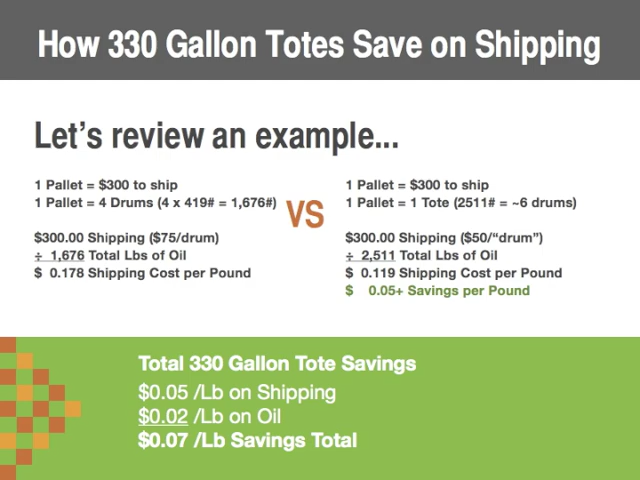 How 330 Gallon Totes Save on Shipping
Let's review an example...
1 Pallet = $300 to ship
1 Pallet = 4 Drums (4 x 419# = 1,676#)
$300.00 Shipping ($75/drum)
÷ 1,676 Total Lbs of Oil
$ 0.178 Shipping Cost per Pound
VS
1 Pallet = $300 to ship
1 Pallet = 1 Tote (2511# = ~6 drums)
$300.00 Shipping ($50/“drum”)
÷ 2,511 Total Lbs of Oil
$ 0.119 Shipping Cost per Pound
$ 0.05+ Savings per Pound
Total 330 Gallon Tote Savings
$0.05 /Lb on Shipping
$0.02 /Lb on Oil
$0.07 /Lb Savings Total